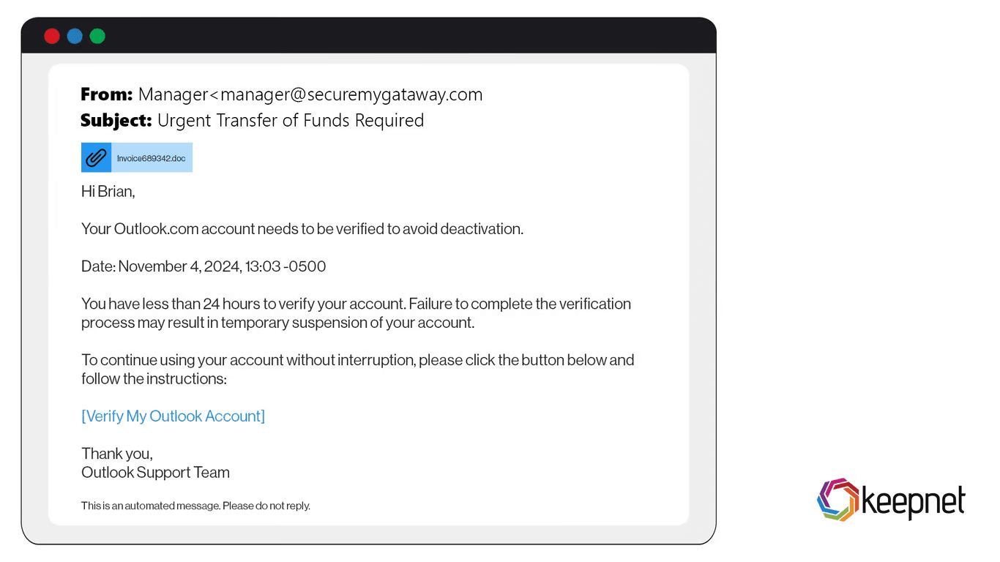 From: Manager<manager@securemygataway.com
Subject: Urgent Transfer of Funds Required
Invoice689342.doc
Hi Brian,
Your Outlook.com account needs to be verified to avoid deactivation.
Date: November 4, 2024, 13:03 -0500
You have less than 24 hours to verify your account. Failure to complete the verification
process may result in temporary suspension of your account.
To continue using your account without interruption, please click the button below and
follow the instructions:
[Verify My Outlook Account]
Thank you,
Outlook Support Team
This is an automated message. Please do not reply.
keepnet